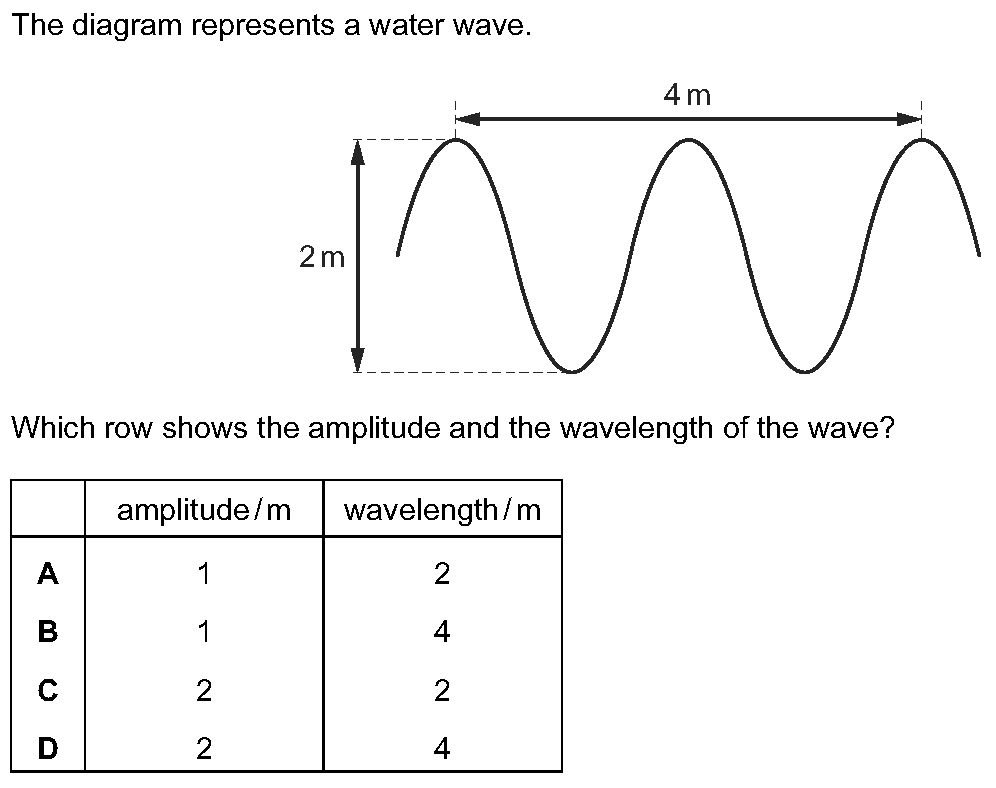 The diagram represents a water wave.
4 m
2 m
Which row shows the amplitude and the wavelength of the wave?
amplitude / m wavelength / m
A 1 2
B 1 4
C 2 2
D 2 4